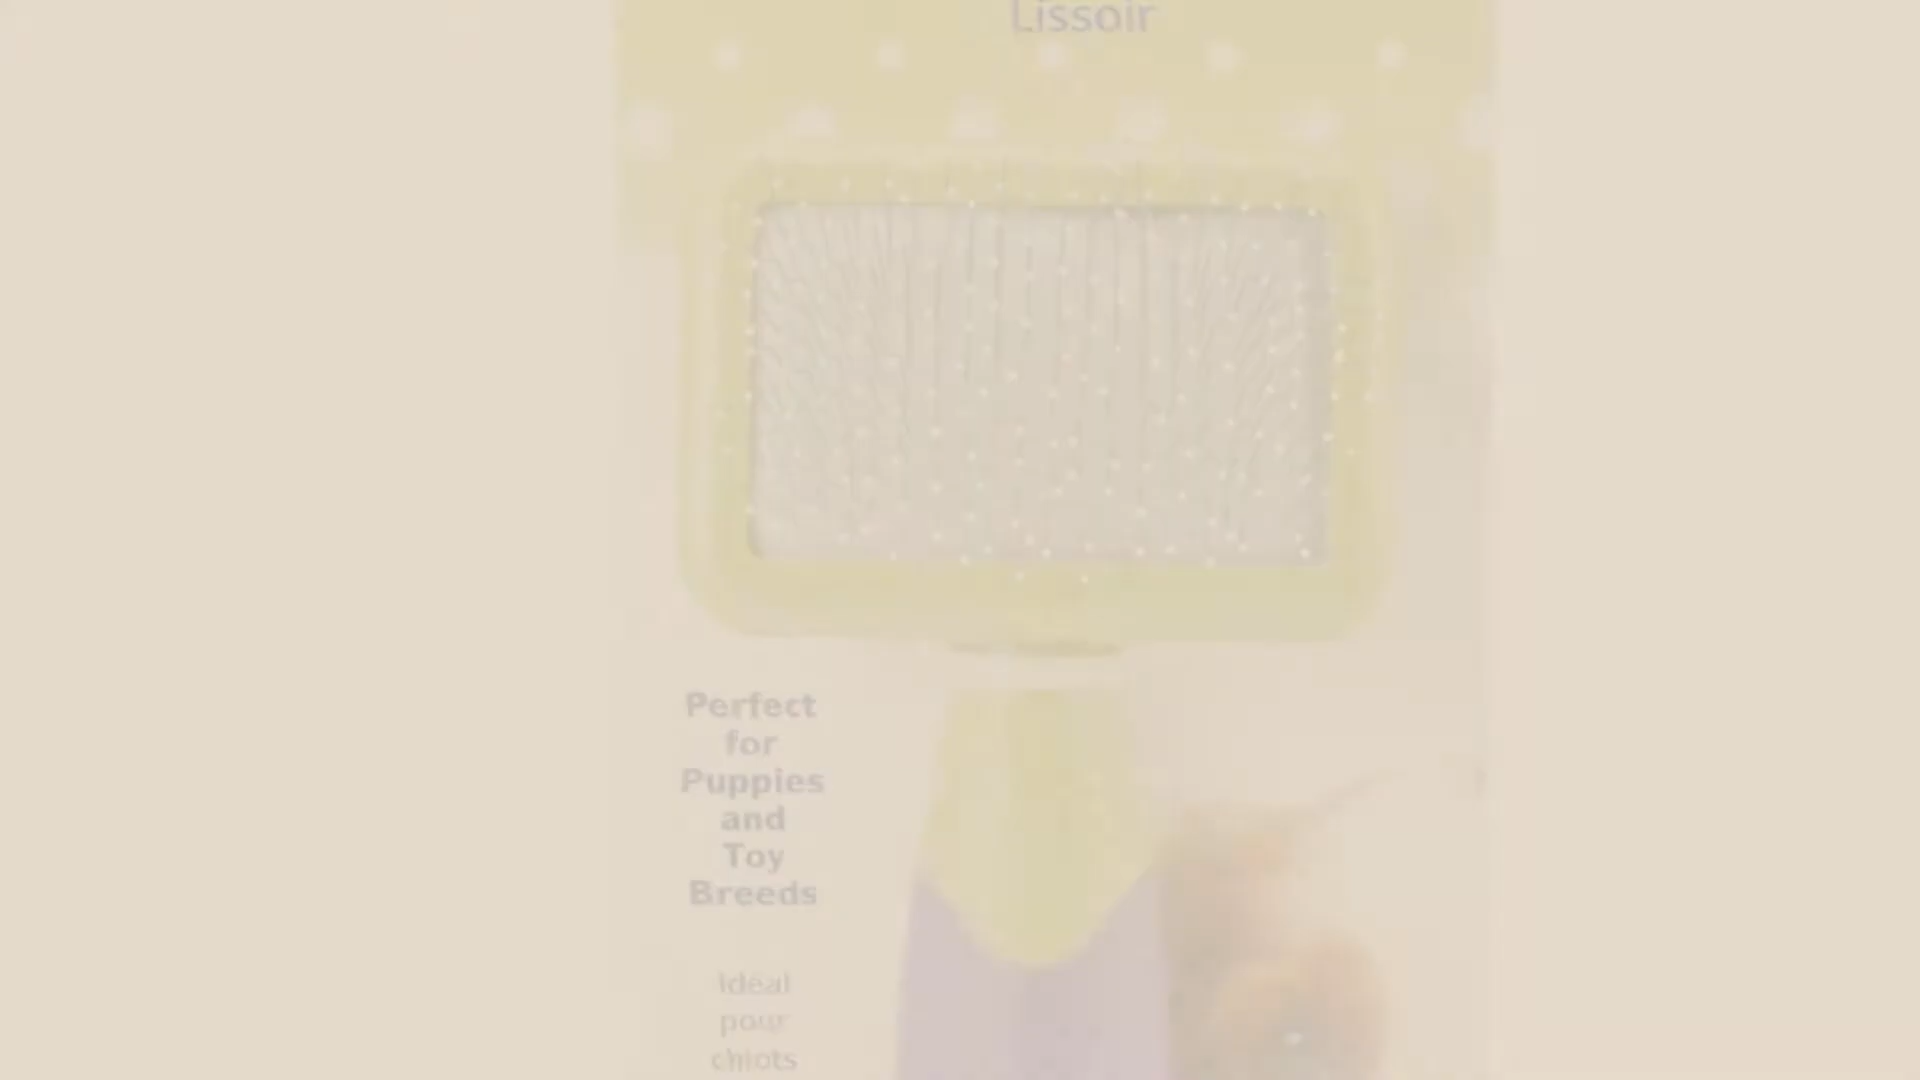 Lissoir
Perfect
for
Puppies
and
Toy
Breeds
Idéal
pour
chiots